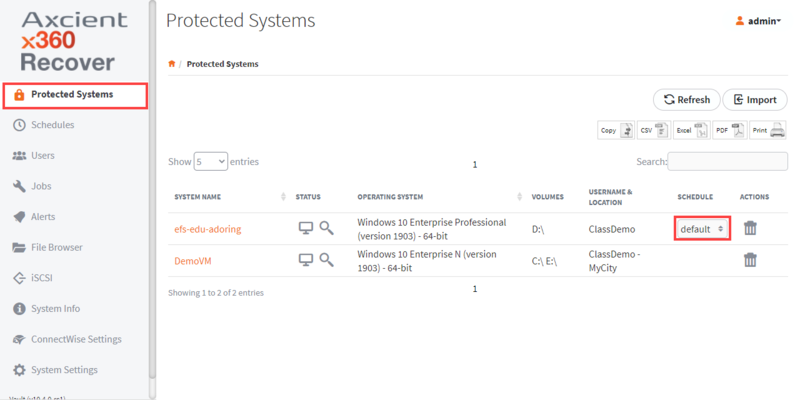 Axcient
x360
Recover
Protected Systems
Schedules
Users
Jobs
Alerts
File Browser
iSCSI
System Info
ConnectWise Settings
System Settings
Protected Systems
admin
/ Protected Systems
Refresh Import
Copy CSV Excel PDF Print
Show 5 entries 1 Search:
SYSTEM NAME STATUS OPERATING SYSTEM VOLUMES USERNAME & LOCATION SCHEDULE ACTIONS
efs-edu-adoring Windows 10 Enterprise Professional D:\ ClassDemo default
(version 1903) - 64-bit
DemoVM Windows 10 Enterprise N (version C:\ E:\ ClassDemo -
1903) - 64-bit MyCity
Showing 1 to 2 of 2 entries 1